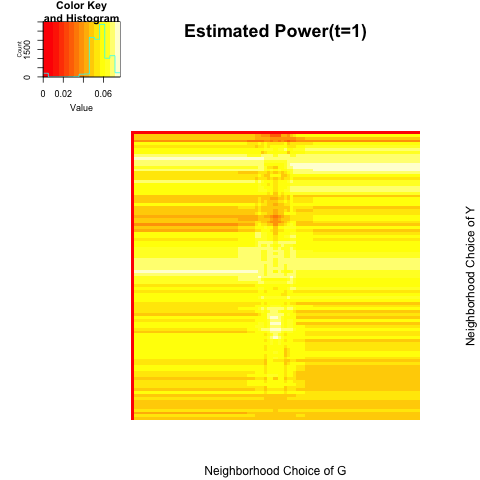 Color Key
and Histogram
Count
0 1500
0 0.02 0.06
Value
Estimated Power(t=1)
Neighborhood Choice of Y
Neighborhood Choice of G